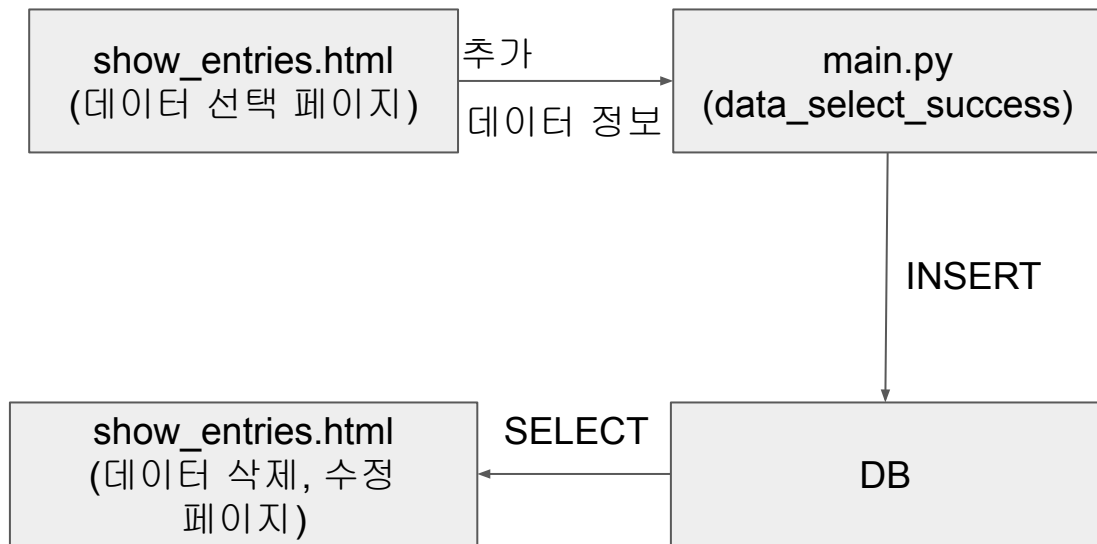 show_entries.html
(데이터 선택 페이지)
추가
데이터 정보
main.py
(data_select_success)
INSERT
show_entries.html
(데이터 삭제, 수정
페이지)
SELECT
DB